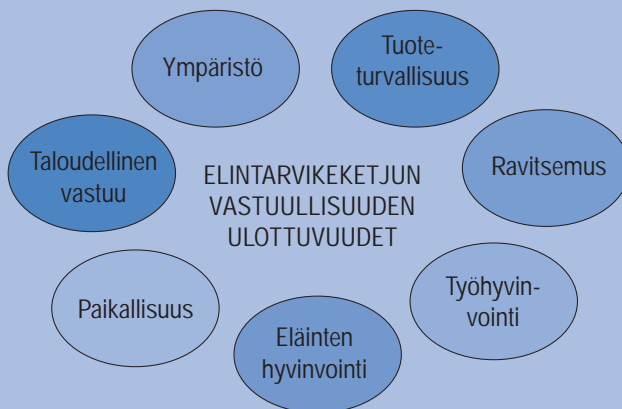 Ympäristö
Tuote-
turvallisuus
Taloudellinen
vastuu
ELINTARVIKEKETJUN
VASTUULLISUUDEN
ULOTTUVUUDET
Ravitsemus
Paikallisuus
Eläinten
hyvinvointi
Työhyvin-
vointi